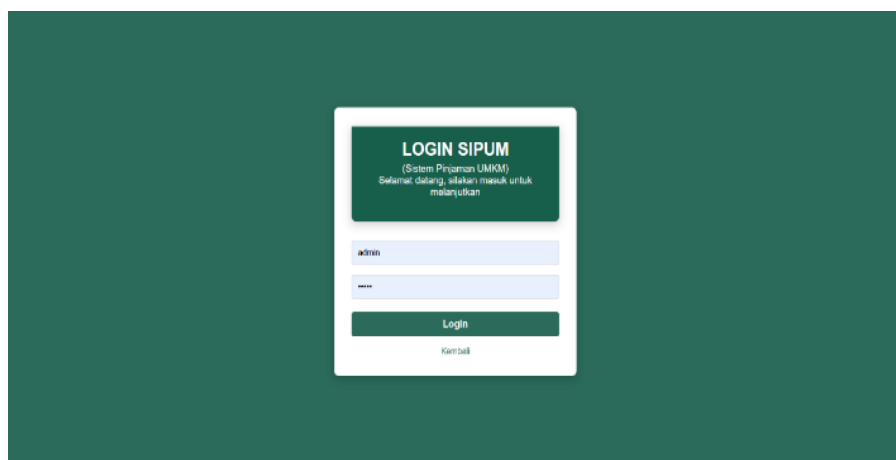 LOGIN SIPUM
(Sistem Pinjaman UMKM)
Selamat datang, silakan masuk untuk
melanjutkan
admin
•••••
Login
Kembali